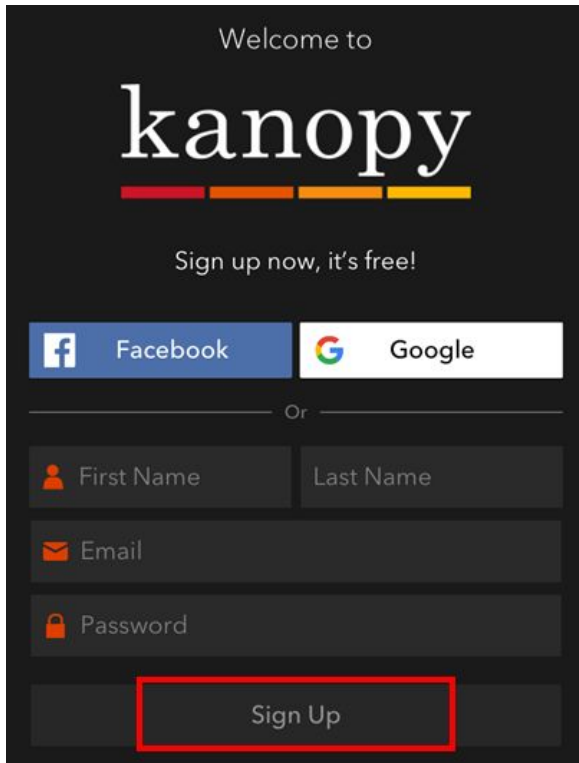 Welcome to
kanopy
Sign up now, it's free!
Facebook Google
Or
First Name Last Name
Email
Password
Sign Up